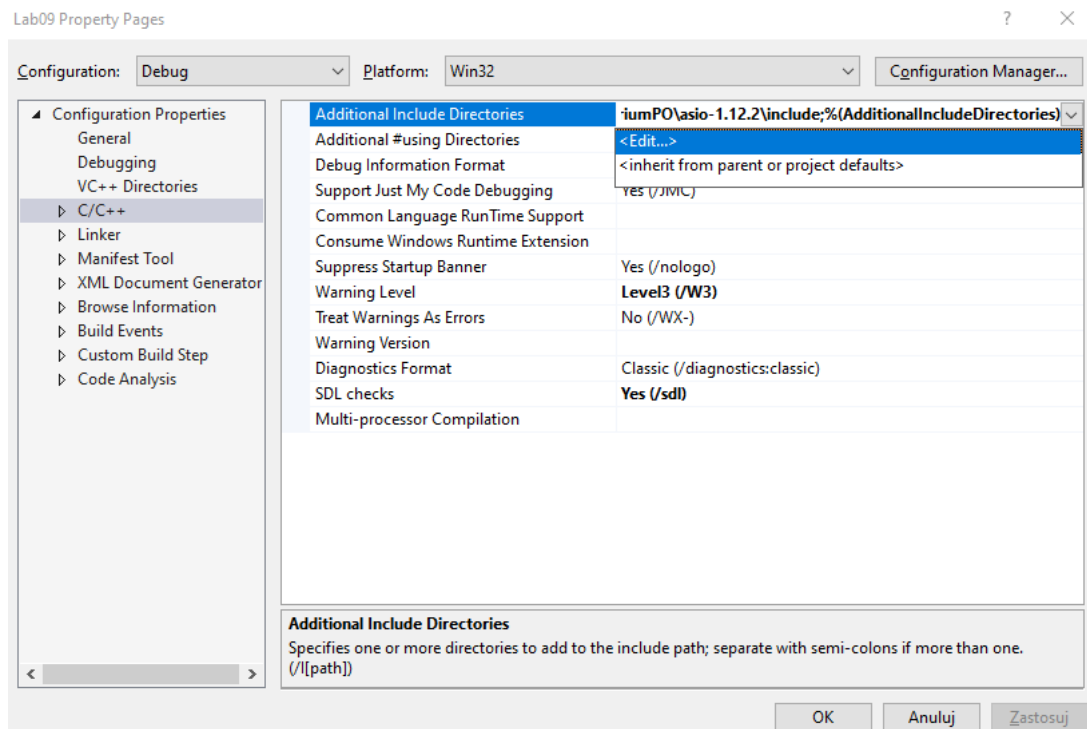 Lab09 Property Pages
Configuration: Debug Platform: Win32 Configuration Manager...
Configuration Properties
General
Debugging
VC++ Directories
C/C++
Linker
Manifest Tool
XML Document Generator
Browse Information
Build Events
Custom Build Step
Code Analysis
Additional Include Directories iumPO\asio-1.12.2\include;%(AdditionalIncludeDirectories)
<Edit...>
<inherit from parent or project defaults>
Additional #using Directories
Debug Information Format
Support Just My Code Debugging Yes (/JMC)
Common Language RunTime Support
Consume Windows Runtime Extension
Suppress Startup Banner Yes (/nologo)
Warning Level Level3 (/W3)
Treat Warnings As Errors No (/WX-)
Warning Version
Diagnostics Format Classic (/diagnostics:classic)
SDL checks Yes (/sdl)
Multi-processor Compilation
Additional Include Directories
Specifies one or more directories to add to the include path; separate with semi-colons if more than one.
(/I[path])
OK Anuluj Zastosuj